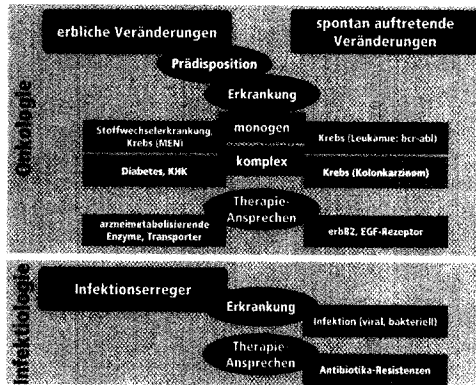 erbliche Veränderungen
spontan auftretende
Veränderungen
Prädisposition
Erkrankung
Onkologie
Stoffwechselerkrankung,
Krebs (MEN)
monogen
Krebs (Leukämie: bcr-abl)
Diabetes, KHK
komplex
Krebs (Kolonkarzinom)
Therapie-
Ansprechen
arzneimetabolisierende
Enzyme, Transporter
erbB2, EGF-Rezeptor
Infektiologie
Infektionserreger
Erkrankung
Infektion (viral, bakteriell)
Therapie-
Ansprechen
Antibiotika-Resistenzen